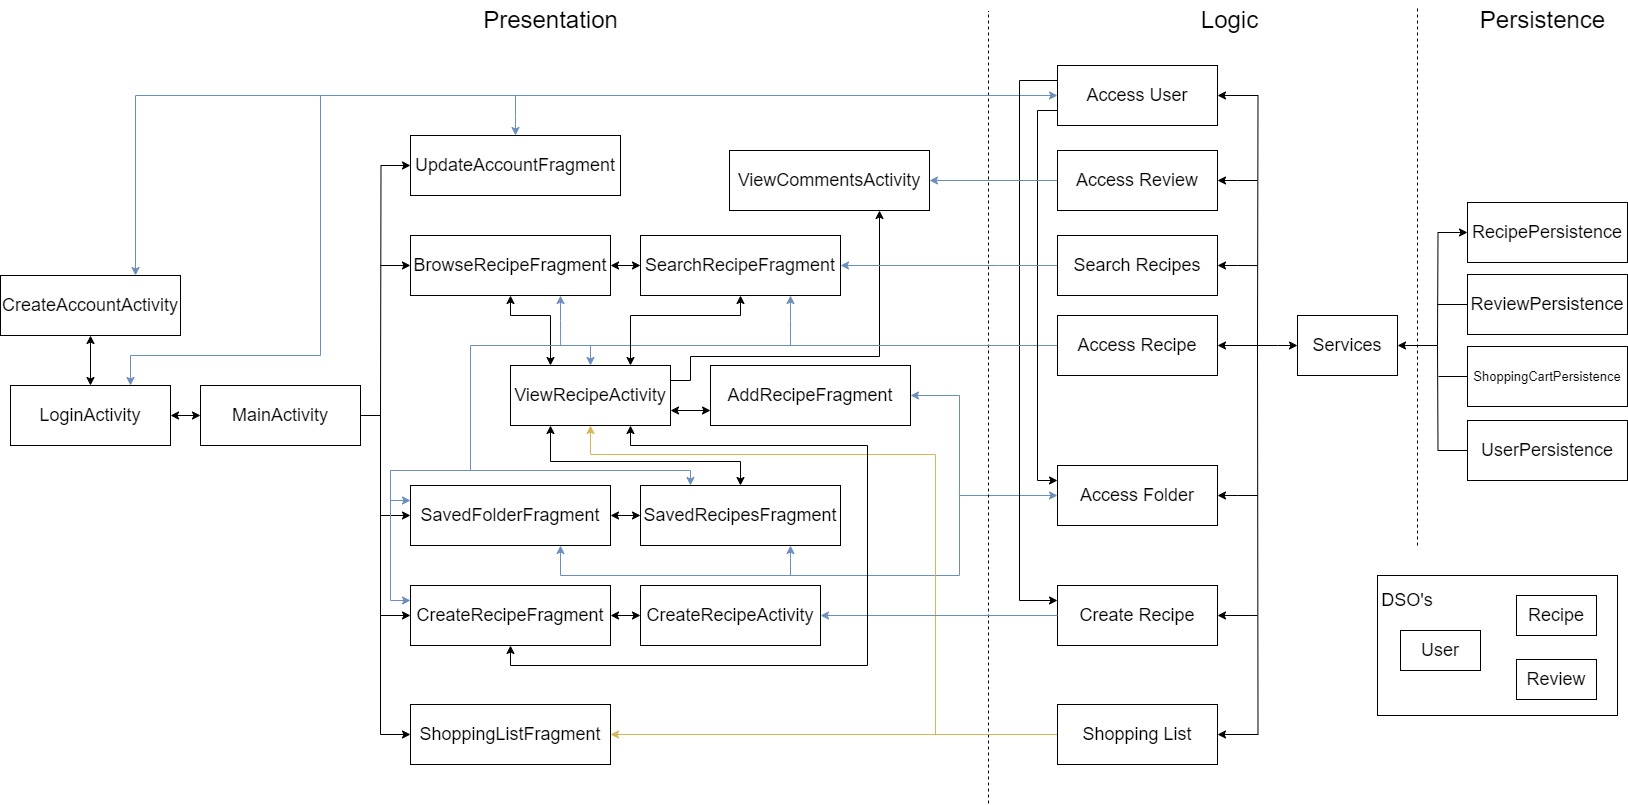 Presentation
Logic
Persistence
Access User
UpdateAccountFragment
ViewCommentsActivity
Access Review
RecipePersistence
BrowseRecipeFragment
SearchRecipeFragment
Search Recipes
CreateAccountActivity
ReviewPersistence
Access Recipe
Services
ShoppingCartPersistence
ViewRecipeActivity
AddRecipeFragment
LoginActivity
MainActivity
UserPersistence
Access Folder
SavedFolderFragment
SavedRecipesFragment
DSO's
CreateRecipeFragment
CreateRecipeActivity
Create Recipe
Recipe
User
Review
ShoppingListFragment
Shopping List